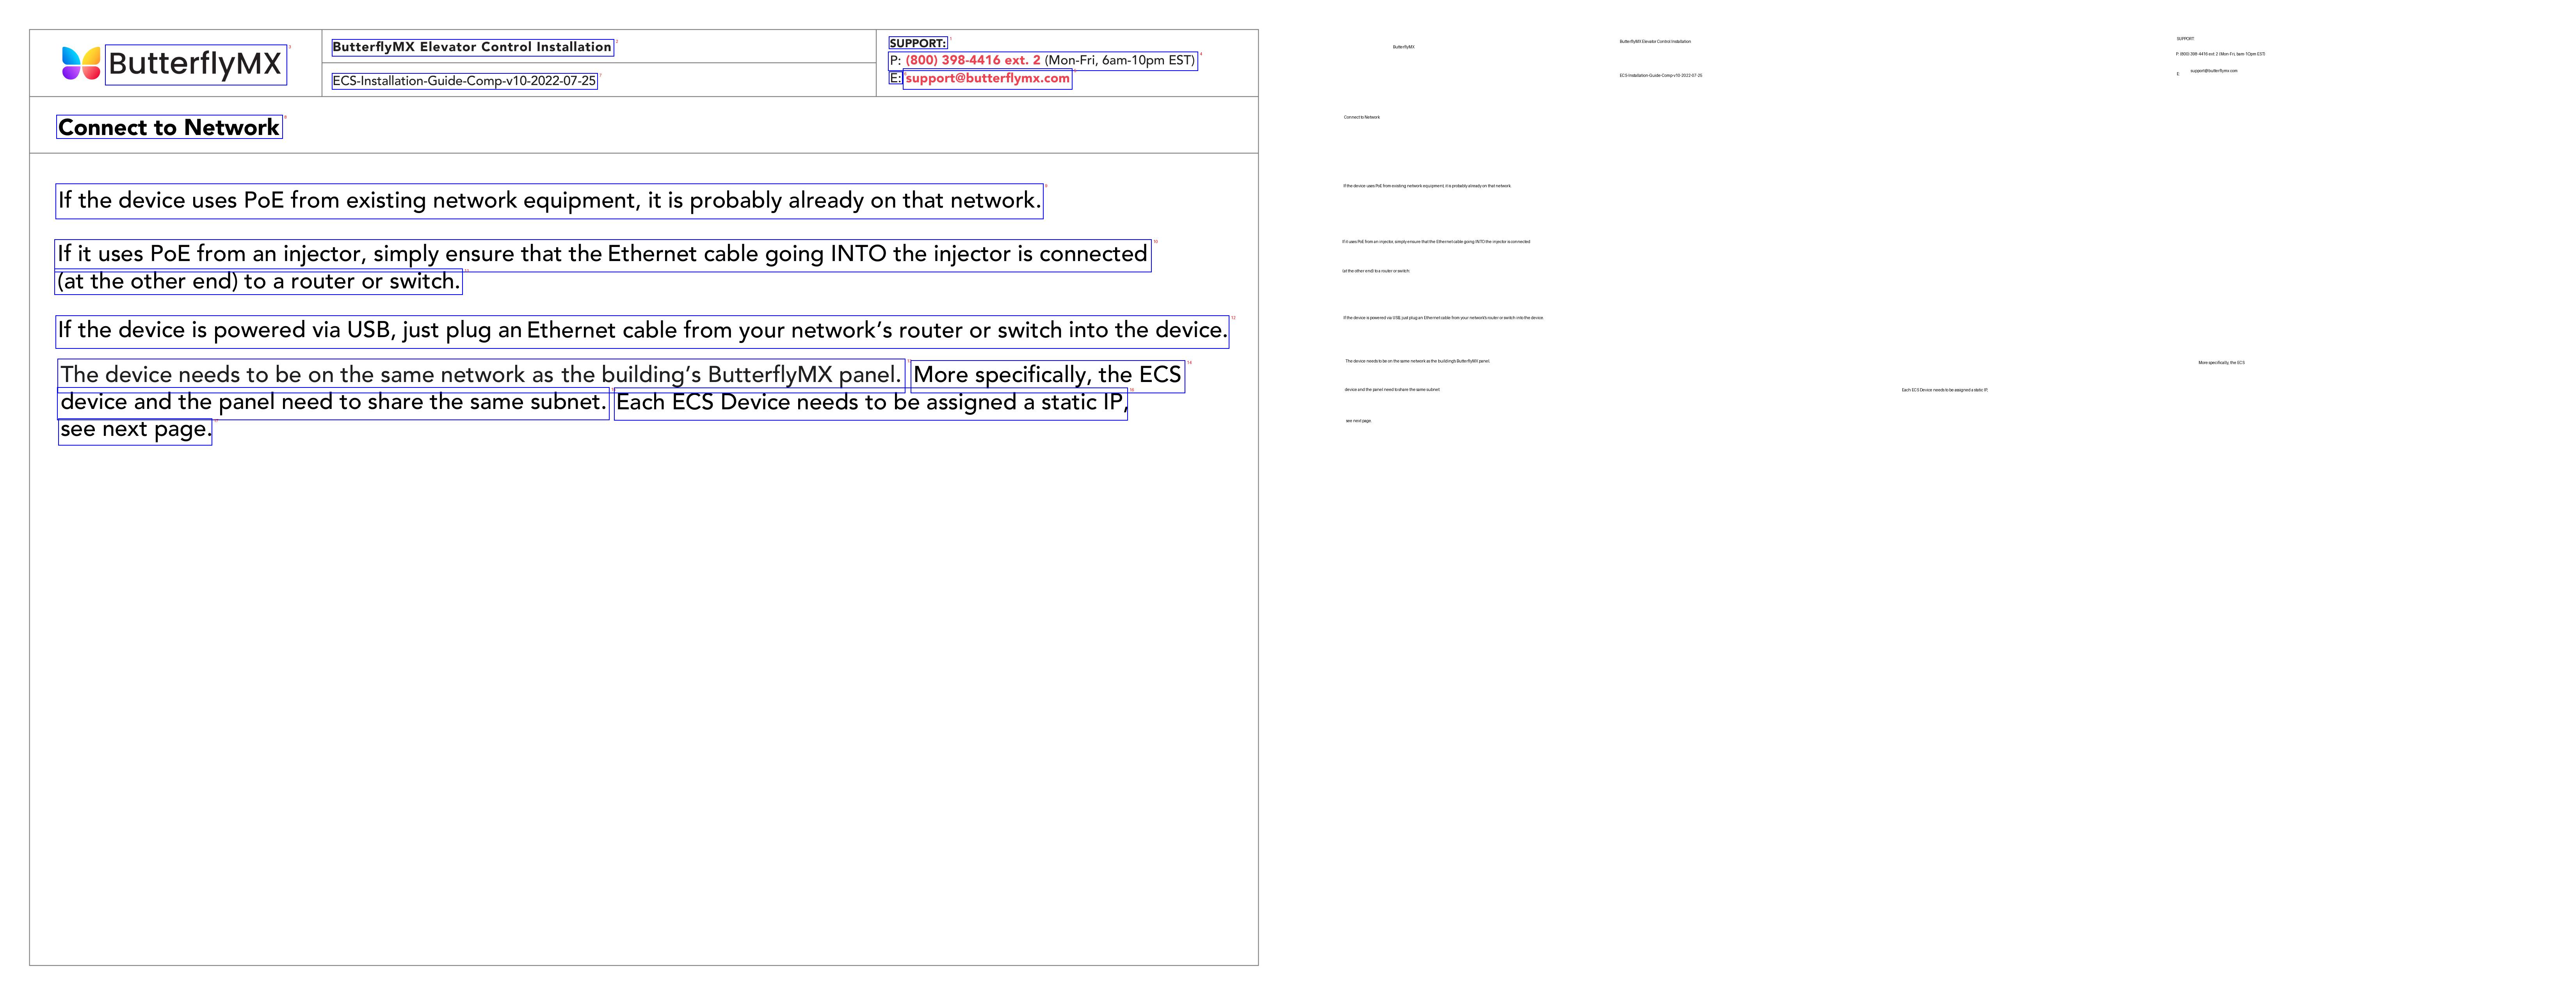 ButterflyMX
ButterflyMX Elevator Control Installation
ECS-Installation-Guide-Comp-v10-2022-07-25
SUPPORT:
P: (800) 398-4416 ext. 2 (Mon-Fri, 6am-10pm EST)
E: support@butterflymx.com
Connect to Network
If the device uses PoE from existing network equipment, it is probably already on that network.
If it uses PoE from an injector, simply ensure that the Ethernet cable going INTO the injector is connected
(at the other end) to a router or switch.
If the device is powered via USB, just plug an Ethernet cable from your network's router or switch into the device.
The device needs to be on the same network as the building's ButterflyMX panel. More specifically, the ECS
device and the panel need to share the same subnet. Each ECS Device needs to be assigned a static IP,
see next page.
ButterflyMX
ButterflyMX Elevator Control Installation
SUPPORT:
P: (800) 398-4416 ext. 2 (Mon-Fri, 6am-10pm EST)
support@butterflymx.com
E:
ECS-Installation-Guide-Comp-v10-2022-07-25
Connect to Network
If the device uses PoE from existing network equipment, it is probably already on that network.
If it uses PoE from an injector, simply ensure that the Ethernet cable going INTO the injector is connected
(at the other end) to a router or switch.
If the device is powered via USB, just plug an Ethernet cable from your network's router or switch into the device.
The device needs to be on the same network as the building's ButterflyMX panel.
More specifically, the ECS
device and the panel need to share the same subnet.
Each ECS Device needs to be assigned a static IP,
see next page.